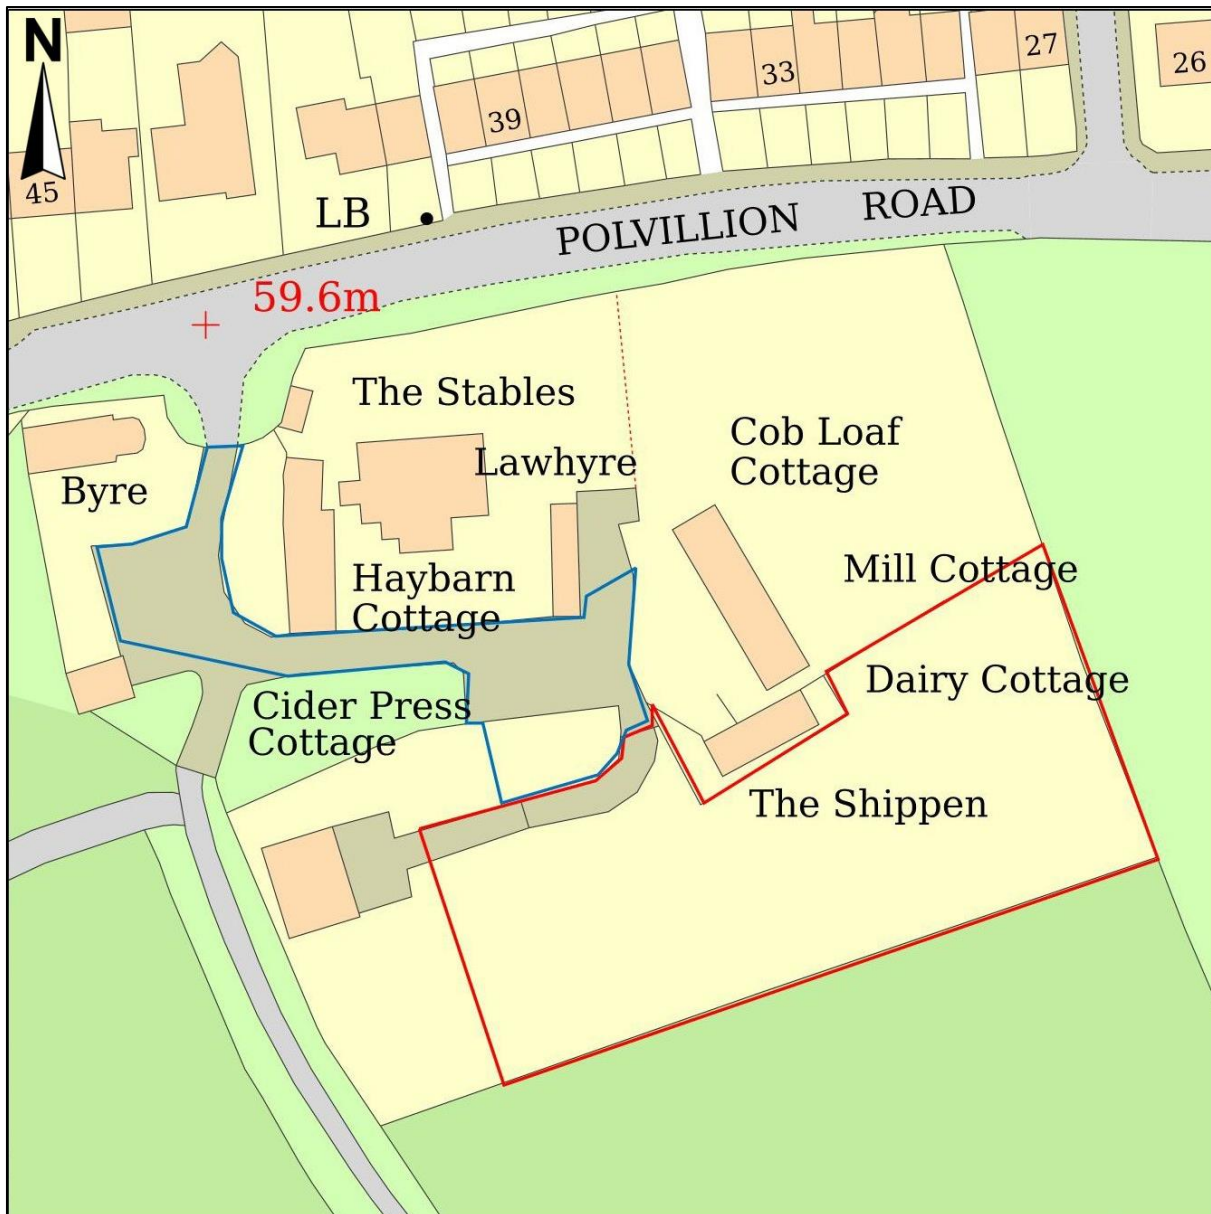 N
27
33
26
39
45
LB
POLVILLION ROAD
59.6m
The Stables
Cob Loaf
Cottage
Lawhyre
Byre
Haybarn
Cottage
Mill Cottage
Dairy Cottage
Cider Press
Cottage
The Shippen